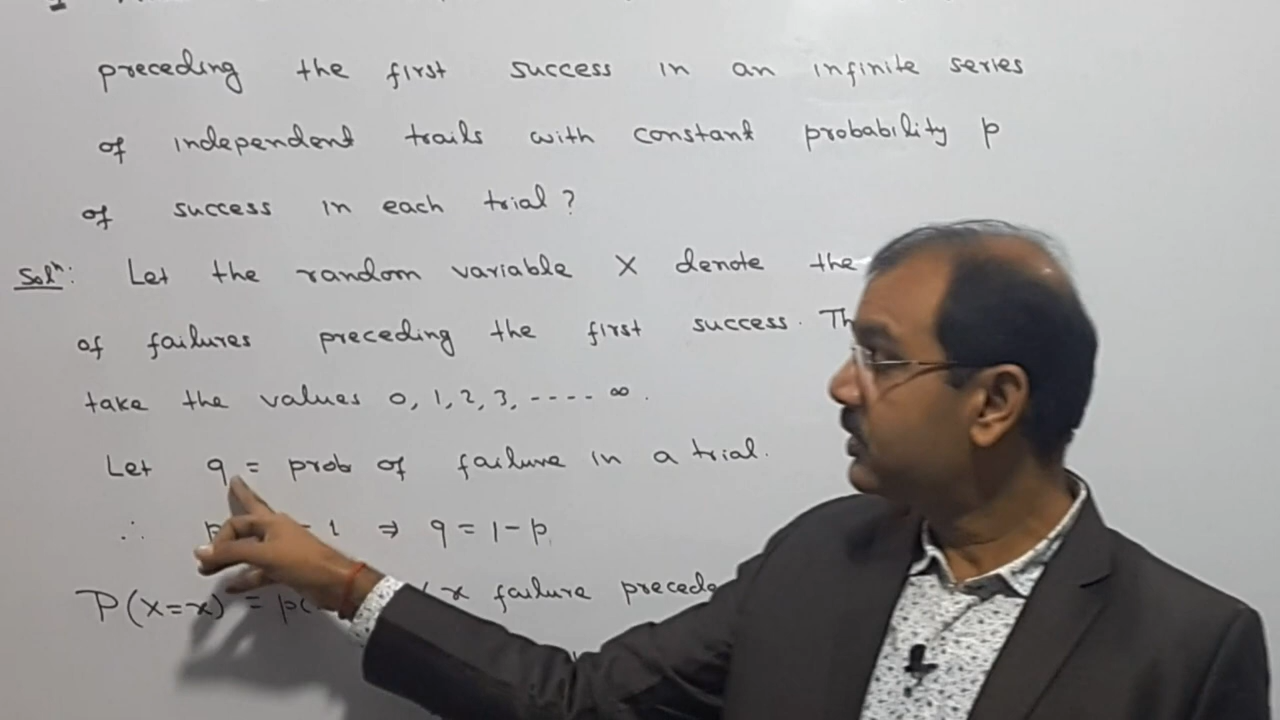 preceding the first success in an infinite series
of independent trails with constant probability p
of success in each trial?
Solⁿ: Let the random variable X denote the
of failures preceding the first success. Th
take the values 0, 1, 2, 3, ---- ∞.
Let q = prob of failure in a trial.
∴ p = 1 ⇒ q = 1-p
P(X=x) = p( x failure precede